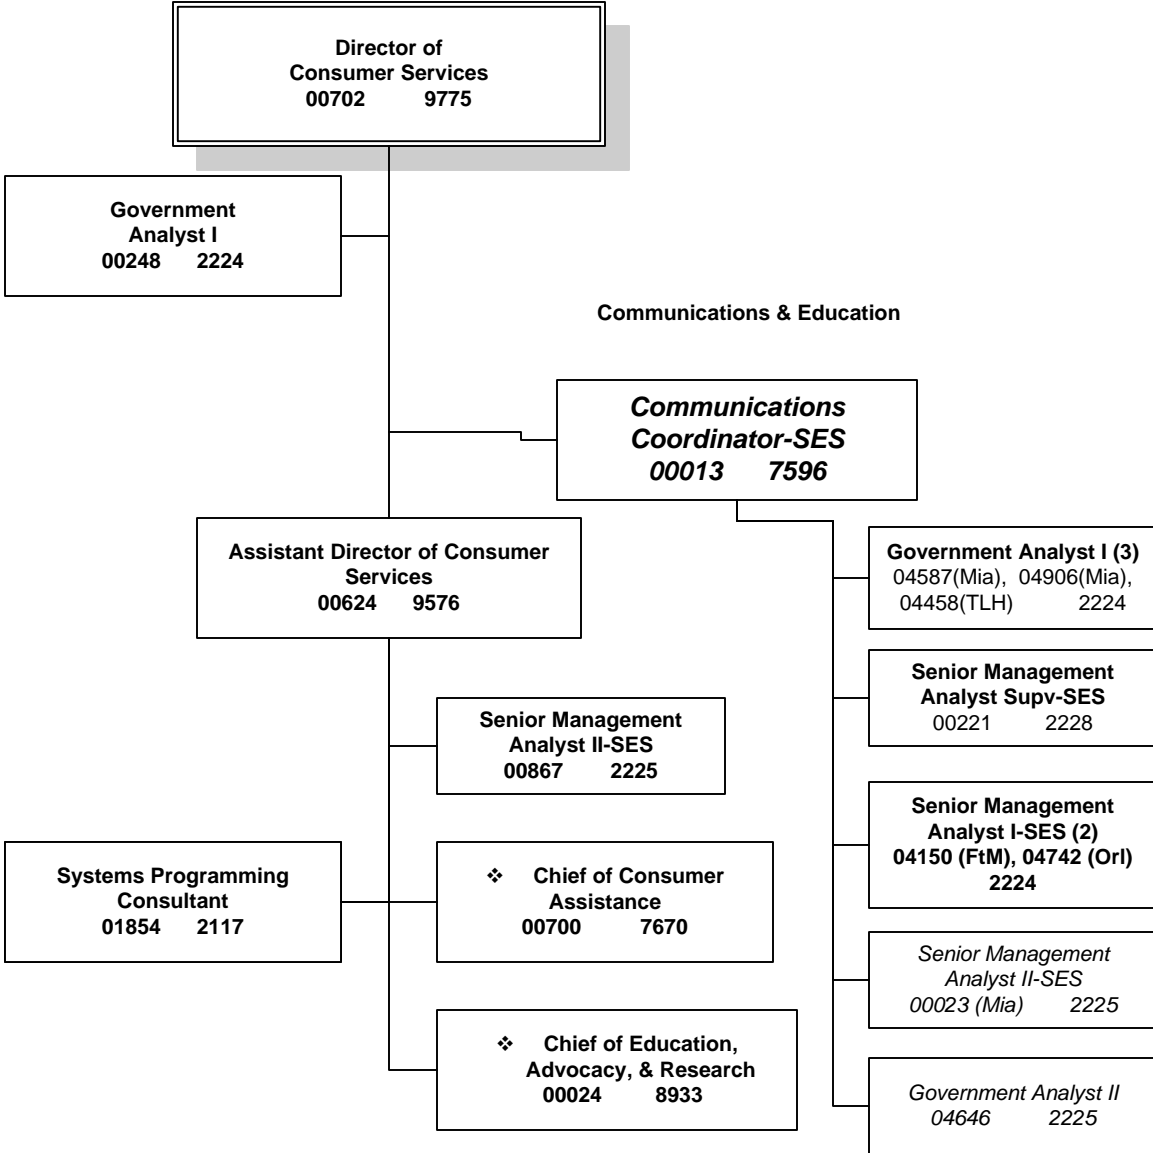 Director of
Consumer Services
00702 9775
Government
Analyst I
00248 2224
Communications & Education
Communications
Coordinator-SES
00013 7596
Assistant Director of Consumer
Services
00624 9576
Government Analyst I (3)
04587(Mia), 04906(Mia),
04458(TLH) 2224
Senior Management
Analyst Supv-SES
00221 2228
Senior Management
Analyst II-SES
00867 2225
Senior Management
Analyst I-SES (2)
04150 (FtM), 04742 (Orl)
2224
Systems Programming
Consultant
01854 2117
❖ Chief of Consumer
Assistance
00700 7670
Senior Management
Analyst II-SES
00023 (Mia) 2225
❖ Chief of Education,
Advocacy, & Research
00024 8933
Government Analyst II
04646 2225